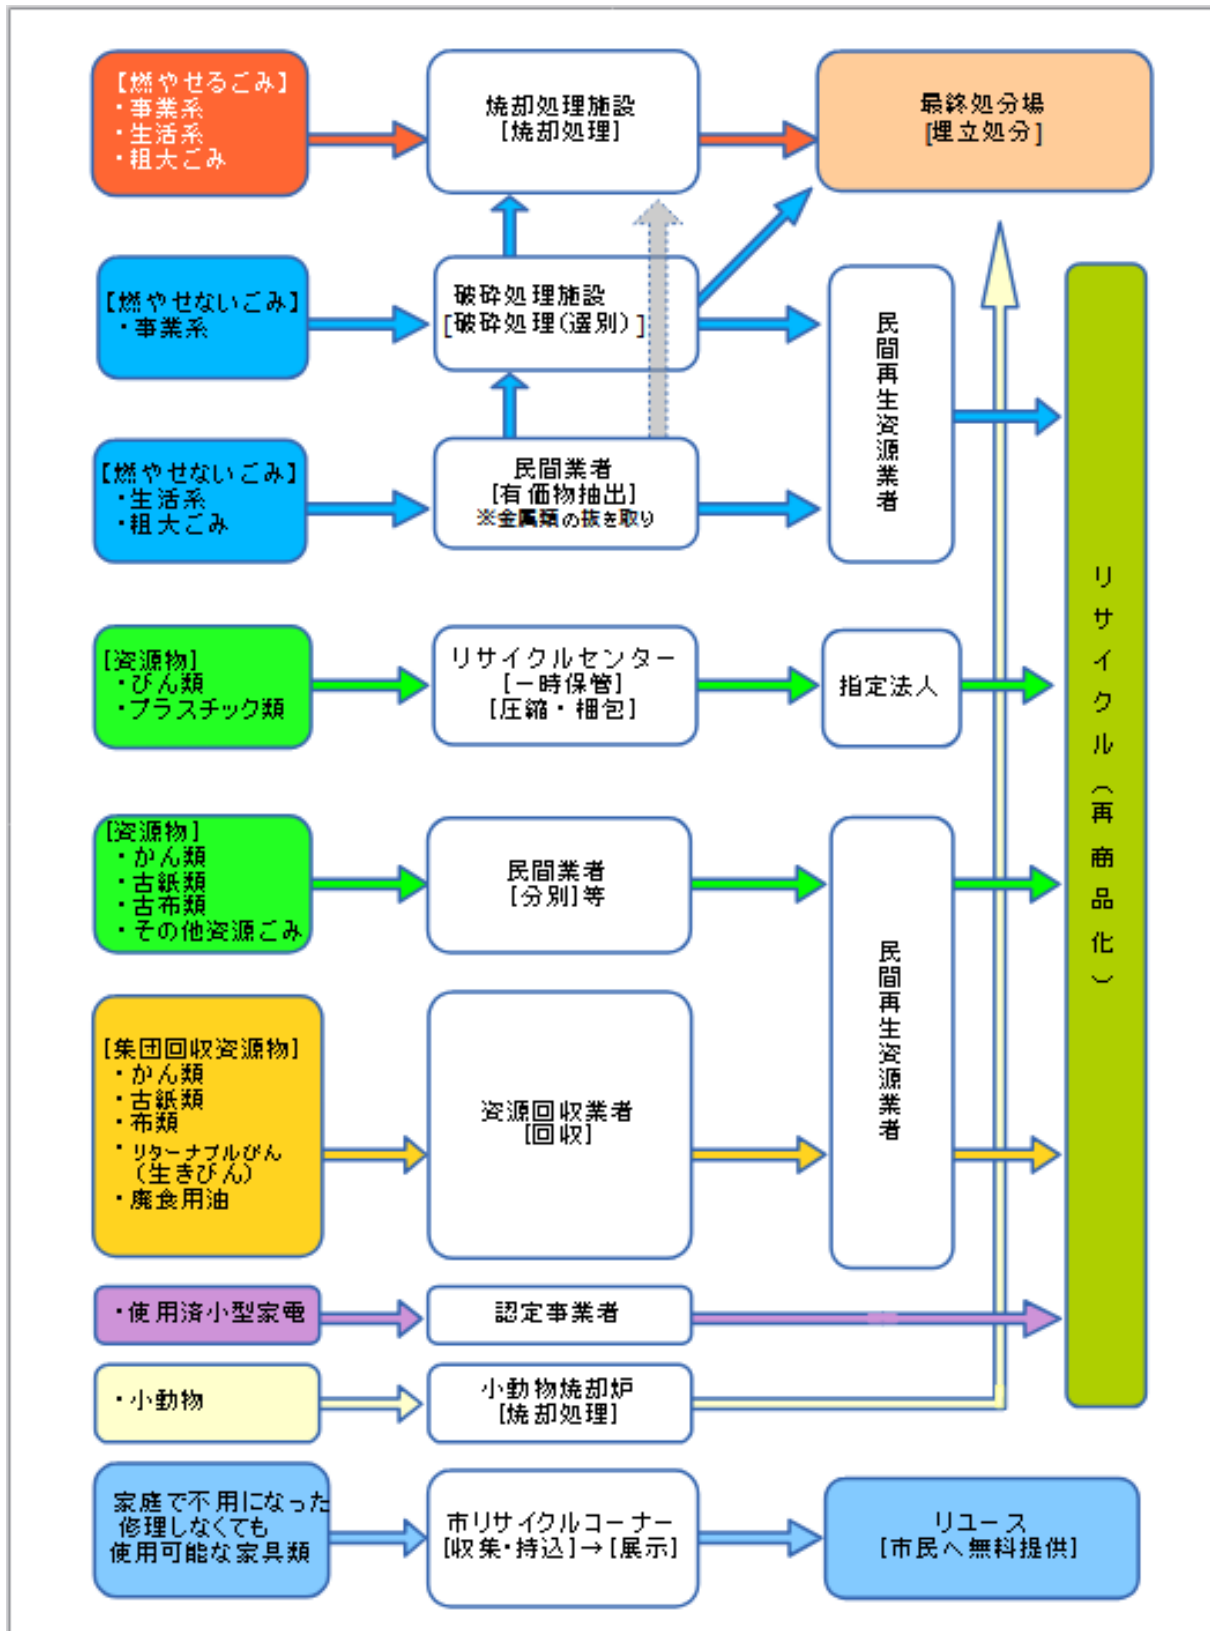 【燃やせるごみ】
・事業系
・生活系
・粗大ごみ
焼却処理施設
[焼却処理]
最終処分場
[埋立処分]
【燃やせないごみ】
・事業系
破砕処理施設
[破砕処理(選別)]
民間再生資源業者
【燃やせないごみ】
・生活系
・粗大ごみ
民間業者
[有価物抽出]
※金属類の抜き取り
リサイクル(再商品化)
[資源物]
・びん類
・プラスチック類
リサイクルセンター
[一時保管]
[圧縮・梱包]
指定法人
[資源物]
・かん類
・古紙類
・古布類
・その他資源ごみ
民間業者
[分別]等
民間再生資源業者
[集団回収資源物]
・かん類
・古紙類
・布類
・リターナブルびん
(生きびん)
・廃食用油
資源回収業者
[回収]
・使用済小型家電
認定事業者
・小動物
小動物焼却炉
[焼却処理]
家庭で不用になった
修理しなくても
使用可能な家具類
市リサイクルコーナー
[収集・持込]→[展示]
リユース
[市民へ無料提供]